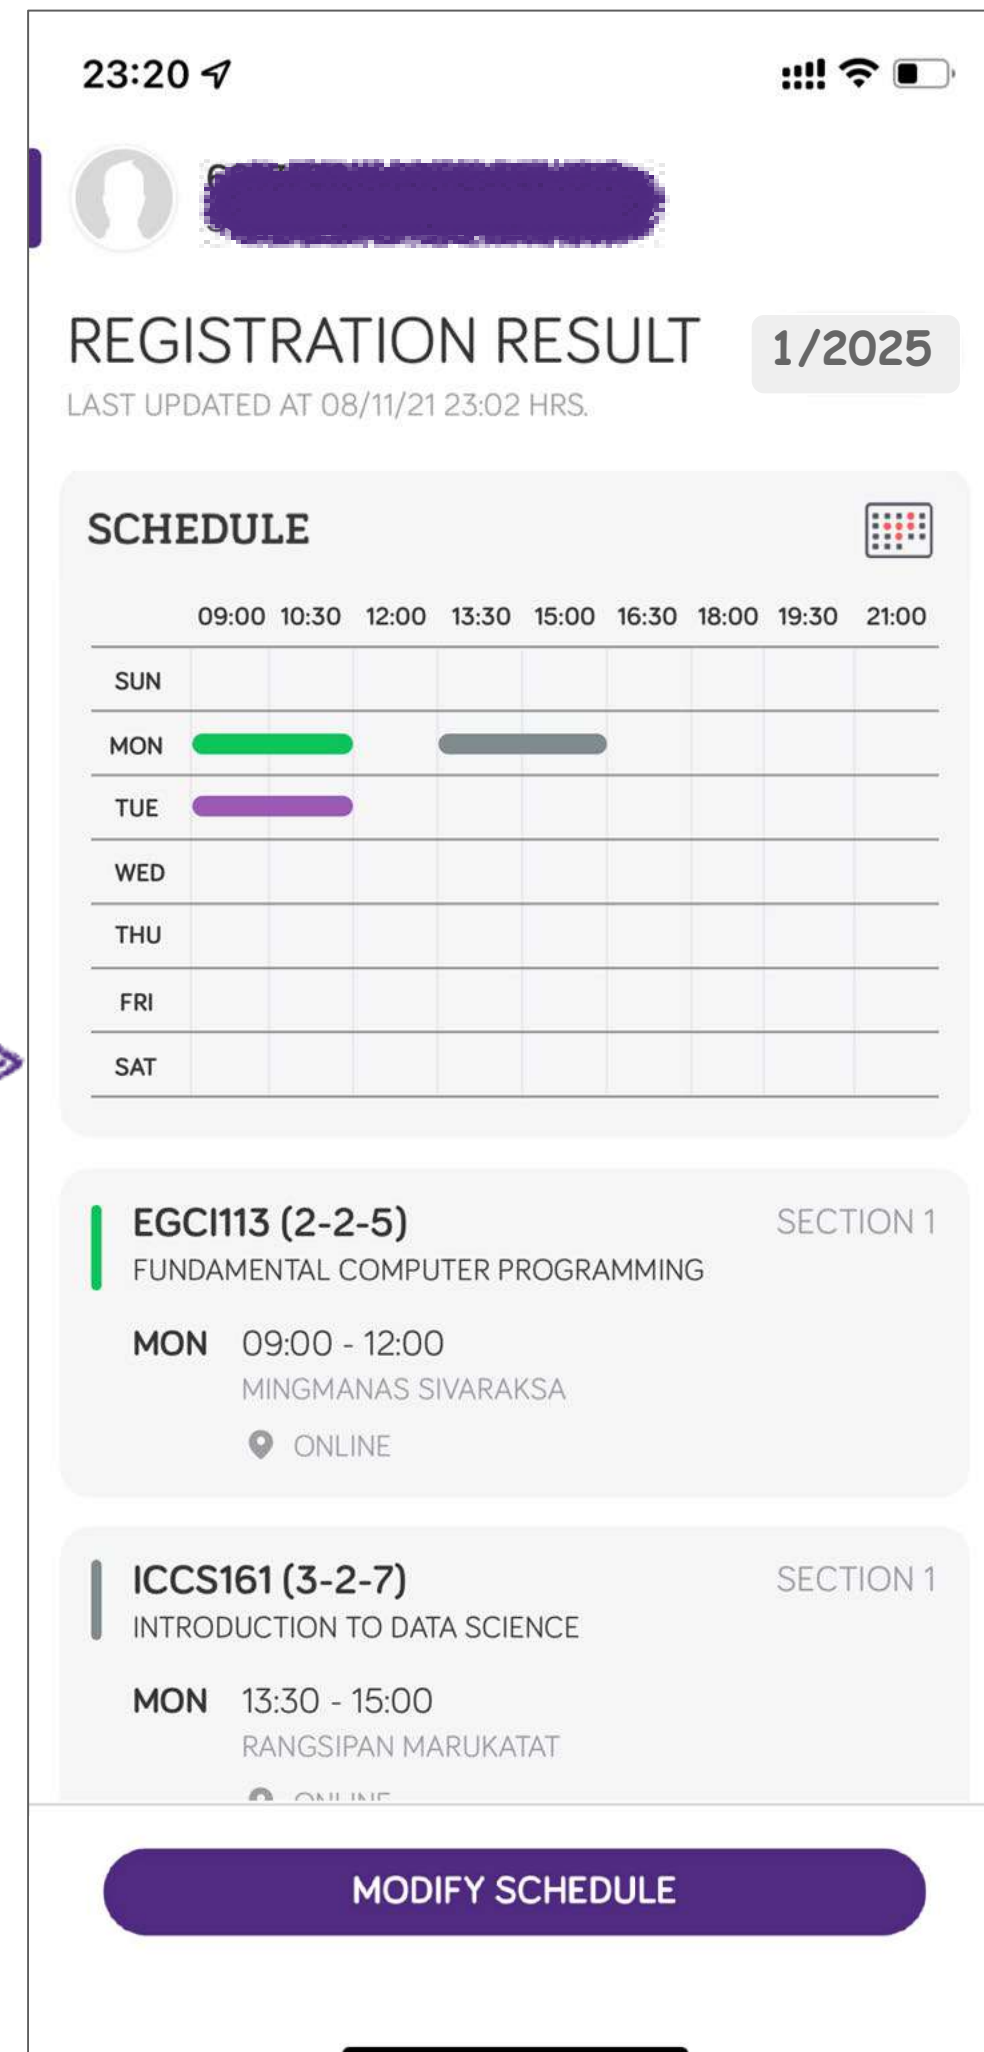 23:20
REGISTRATION RESULT 1/2025
LAST UPDATED AT 08/11/21 23:02 HRS.
SCHEDULE
09:00 10:30 12:00 13:30 15:00 16:30 18:00 19:30 21:00
SUN
MON
TUE
WED
THU
FRI
SAT
EGCI113 (2-2-5) SECTION 1
FUNDAMENTAL COMPUTER PROGRAMMING
MON 09:00 - 12:00
MINGMANAS SIVARAKSA
ONLINE
ICCS161 (3-2-7) SECTION 1
INTRODUCTION TO DATA SCIENCE
MON 13:30 - 15:00
RANGSIPAN MARUKATAT
ONLINE
MODIFY SCHEDULE